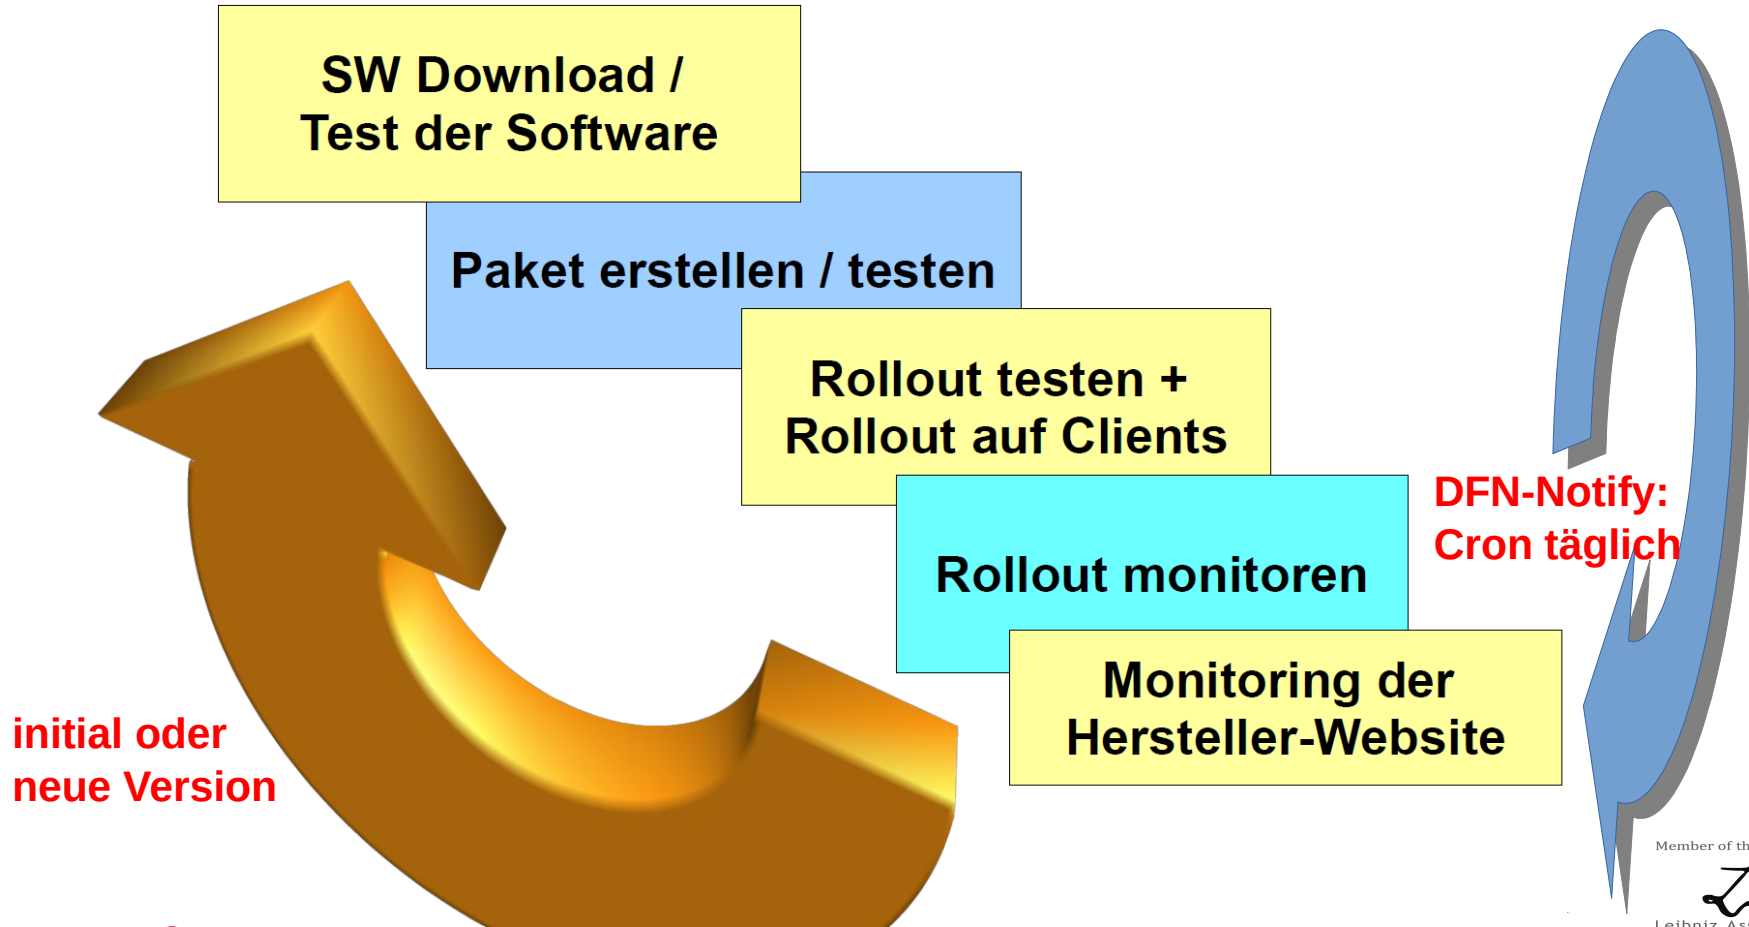 SW Download /
Test der Software
Paket erstellen / testen
Rollout testen +
Rollout auf Clients
DFN-Notify:
Cron täglich
Rollout monitoren
Monitoring der
Hersteller-Website
initial oder
neue Version
Member of th
Leibniz